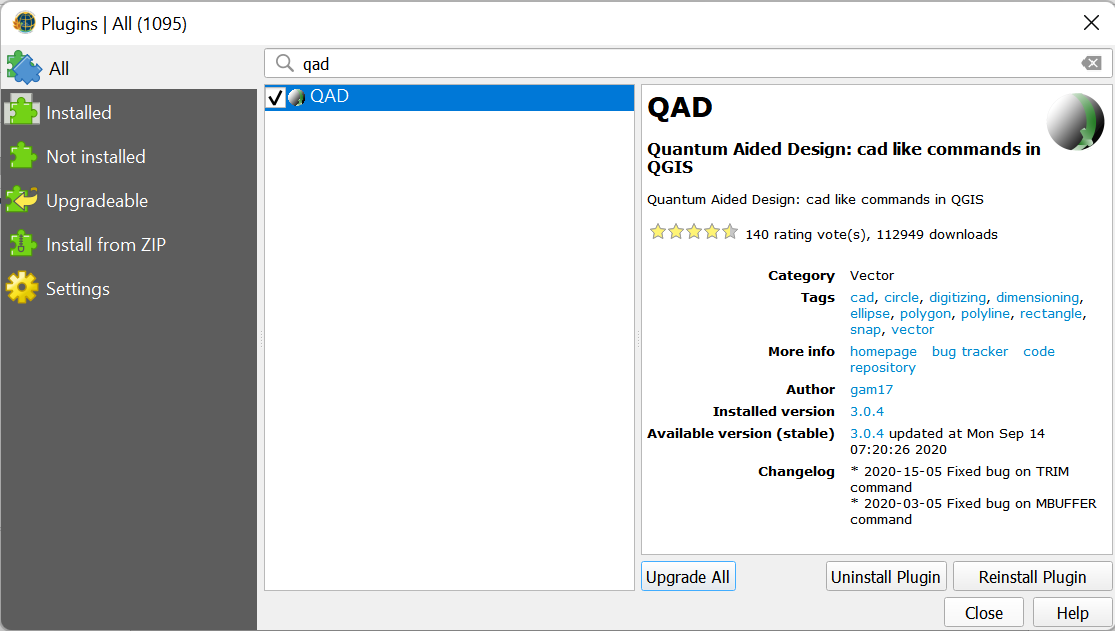 Plugins | All (1095)
All
Installed
Not installed
Upgradeable
Install from ZIP
Settings
qad
QAD
QAD
Quantum Aided Design: cad like commands in
QGIS
Quantum Aided Design: cad like commands in QGIS
140 rating vote(s), 112949 downloads
Category Vector
Tags cad, circle, digitizing, dimensioning,
ellipse, polygon, polyline, rectangle,
snap, vector
More info homepage bug tracker code
repository
Author gam17
Installed version 3.0.4
Available version (stable) 3.0.4 updated at Mon Sep 14
07:20:26 2020
Changelog * 2020-15-05 Fixed bug on TRIM
command
* 2020-03-05 Fixed bug on MBUFFER
command
Upgrade All Uninstall Plugin Reinstall Plugin
Close Help